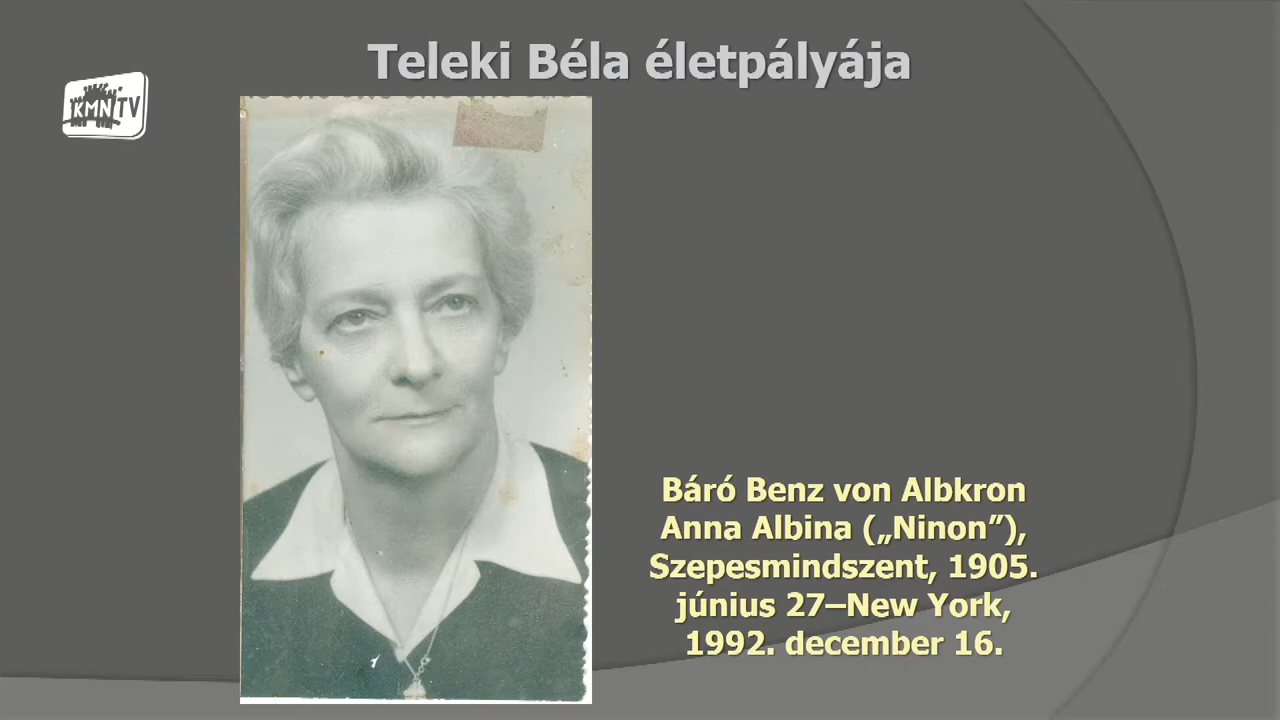 Teleki Béla életpályája
KMN TV
Báró Benz von Albkron
Anna Albina („Ninon”),
Szepesmindszent, 1905.
június 27–New York,
1992. december 16.